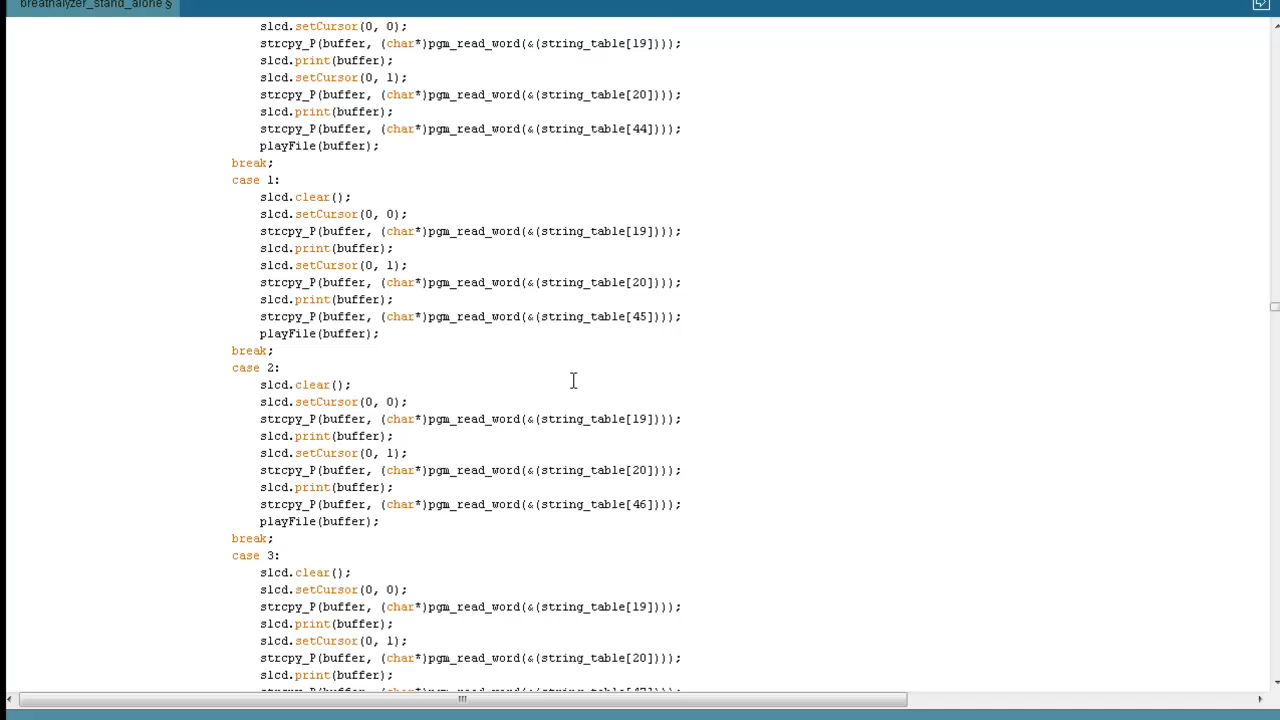 breathalyzer_stand_alone §
slcd.setCursor(0, 0);
strcpy_P(buffer, (char*)pgm_read_word(&(string_table[19])));
slcd.print(buffer);
slcd.setCursor(0, 1);
strcpy_P(buffer, (char*)pgm_read_word(&(string_table[20])));
slcd.print(buffer);
strcpy_P(buffer, (char*)pgm_read_word(&(string_table[44])));
playFile(buffer);
break;
case 1:
slcd.clear();
slcd.setCursor(0, 0);
strcpy_P(buffer, (char*)pgm_read_word(&(string_table[19])));
slcd.print(buffer);
slcd.setCursor(0, 1);
strcpy_P(buffer, (char*)pgm_read_word(&(string_table[20])));
slcd.print(buffer);
strcpy_P(buffer, (char*)pgm_read_word(&(string_table[45])));
playFile(buffer);
break;
case 2:
slcd.clear();
slcd.setCursor(0, 0);
strcpy_P(buffer, (char*)pgm_read_word(&(string_table[19])));
slcd.print(buffer);
slcd.setCursor(0, 1);
strcpy_P(buffer, (char*)pgm_read_word(&(string_table[20])));
slcd.print(buffer);
strcpy_P(buffer, (char*)pgm_read_word(&(string_table[46])));
playFile(buffer);
break;
case 3:
slcd.clear();
slcd.setCursor(0, 0);
strcpy_P(buffer, (char*)pgm_read_word(&(string_table[19])));
slcd.print(buffer);
slcd.setCursor(0, 1);
strcpy_P(buffer, (char*)pgm_read_word(&(string_table[20])));
slcd.print(buffer);